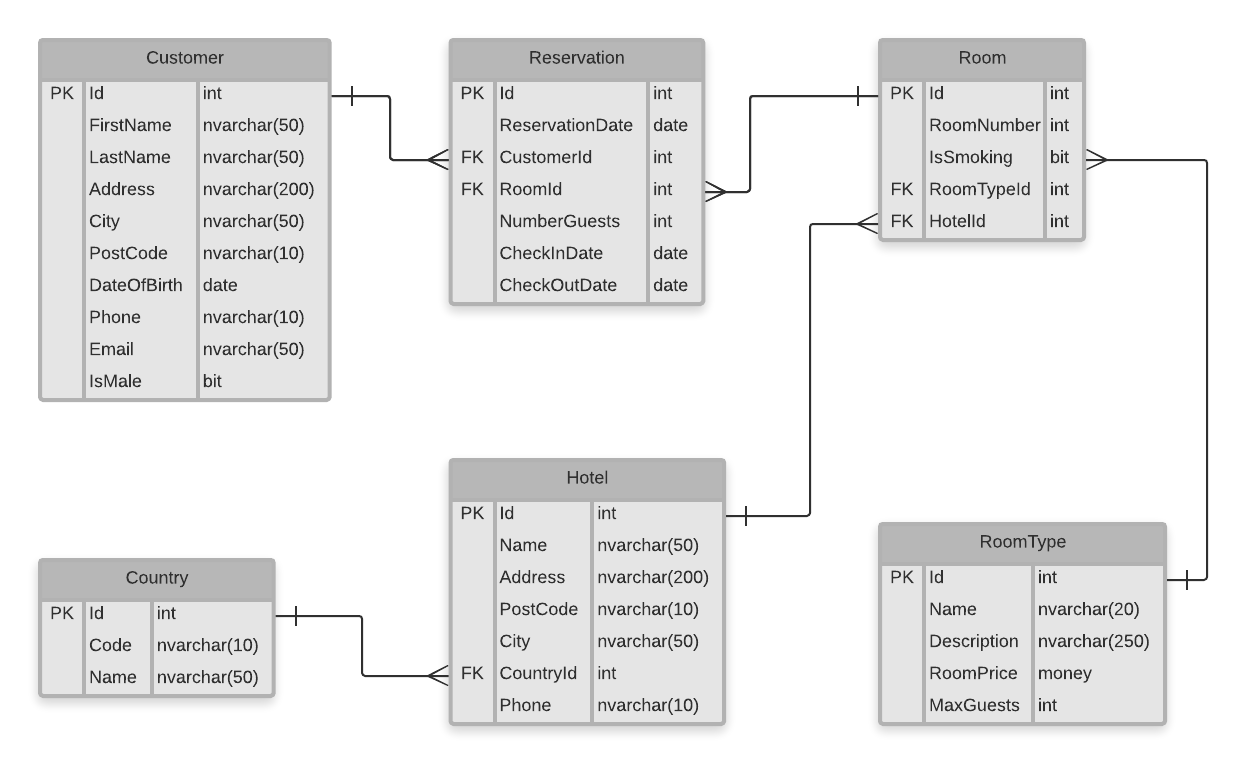 Customer
PK Id int
FirstName nvarchar(50)
LastName nvarchar(50)
Address nvarchar(200)
City nvarchar(50)
PostCode nvarchar(10)
DateOfBirth date
Phone nvarchar(10)
Email nvarchar(50)
IsMale bit
Reservation
PK Id int
ReservationDate date
FK CustomerId int
FK RoomId int
NumberGuests int
CheckInDate date
CheckOutDate date
Room
PK Id int
RoomNumber int
IsSmoking bit
FK RoomTypeId int
FK HotelId int
Country
PK Id int
Code nvarchar(10)
Name nvarchar(50)
Hotel
PK Id int
Name nvarchar(50)
Address nvarchar(200)
PostCode nvarchar(10)
City nvarchar(50)
FK CountryId int
Phone nvarchar(10)
RoomType
PK Id int
Name nvarchar(20)
Description nvarchar(250)
RoomPrice money
MaxGuests int